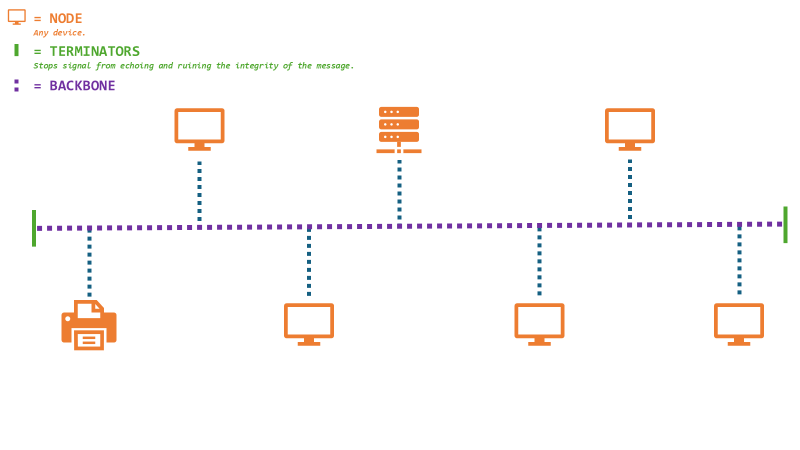 = NODE
Any device.
= TERMINATORS
Stops signal from echoing and ruining the integrity of the message.
= BACKBONE